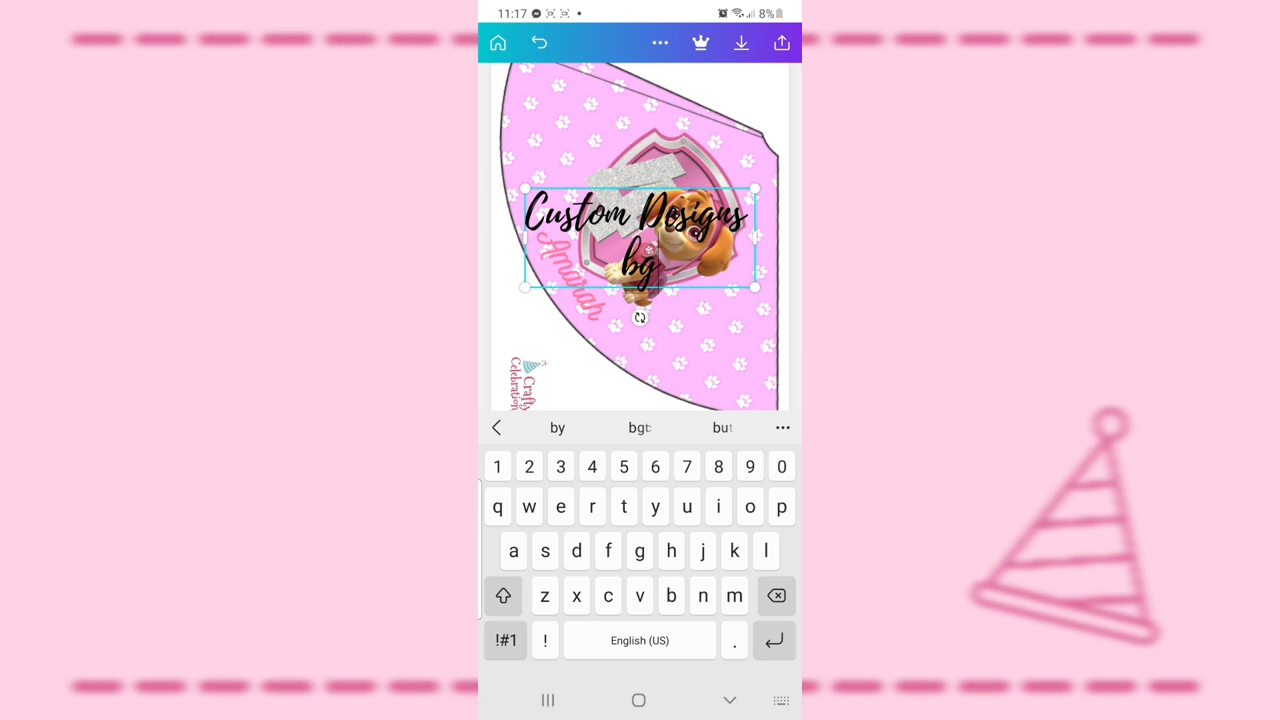 11:17
8%
Custom Designs
bg
Amarah
Crafty
Celebration
by bgt but
1 2 3 4 5 6 7 8 9 0
q w e r t y u i o p
a s d f g h j k l
z x c v b n m
!#1 ! English (US) .